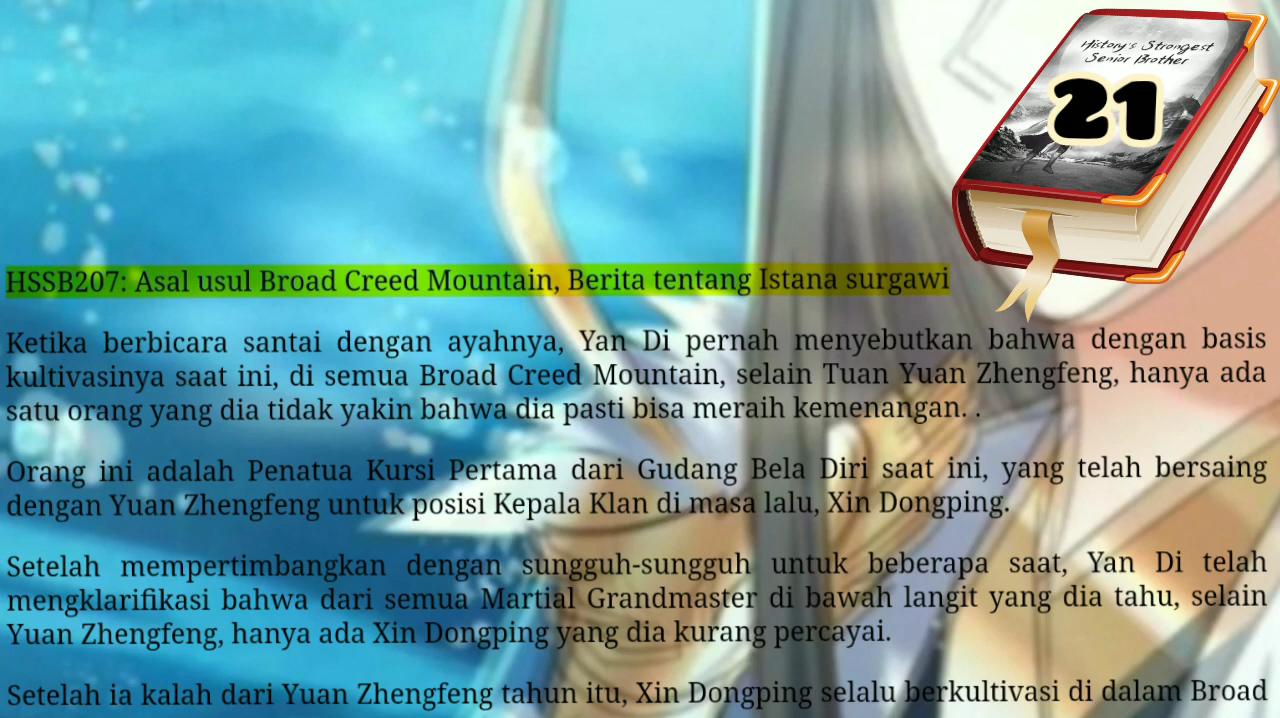 History's Strongest
Senior Brother
21
HSSB207: Asal usul Broad Creed Mountain, Berita tentang Istana surgawi
Ketika berbicara santai dengan ayahnya, Yan Di pernah menyebutkan bahwa dengan basis
kultivasinya saat ini, di semua Broad Creed Mountain, selain Tuan Yuan Zhengfeng, hanya ada
satu orang yang dia tidak yakin bahwa dia pasti bisa meraih kemenangan. .
Orang ini adalah Penatua Kursi Pertama dari Gudang Bela Diri saat ini, yang telah bersaing
dengan Yuan Zhengfeng untuk posisi Kepala Klan di masa lalu, Xin Dongping.
Setelah mempertimbangkan dengan sungguh-sungguh untuk beberapa saat, Yan Di telah
mengklarifikasi bahwa dari semua Martial Grandmaster di bawah langit yang dia tahu, selain
Yuan Zhengfeng, hanya ada Xin Dongping yang dia kurang percayai.
Setelah ia kalah dari Yuan Zhengfeng tahun itu, Xin Dongping selalu berkultivasi di dalam Broad